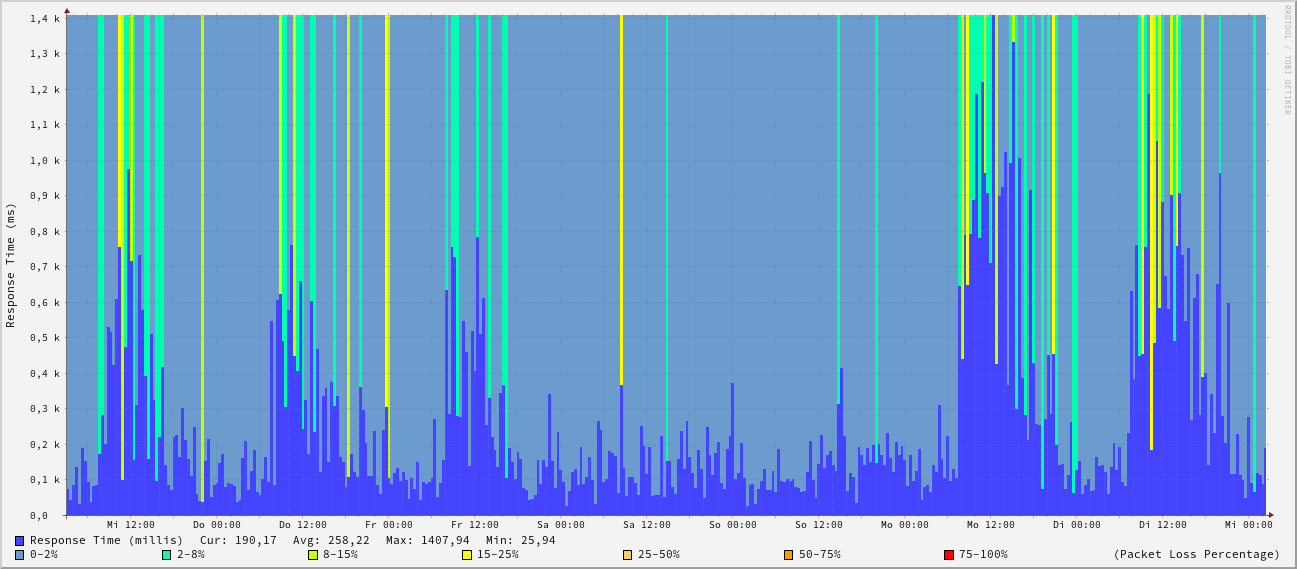 1,4 k
1,3 k
1,2 k
1,1 k
1,0 k
0,9 k
0,8 k
0,7 k
0,6 k
0,5 k
0,4 k
0,3 k
0,2 k
0,1 k
0,0
Response Time (ms)
RRDTOOL / TOBI OETIKER
Mi 12:00 Do 00:00 Do 12:00 Fr 00:00 Fr 12:00 Sa 00:00 Sa 12:00 So 00:00 So 12:00 Mo 00:00 Mo 12:00 Di 00:00 Di 12:00 Mi 00:00
Response Time (millis) Cur: 190,17 Avg: 258,22 Max: 1407,94 Min: 25,94
0-2% 2-8% 8-15% 15-25% 25-50% 50-75% 75-100% (Packet Loss Percentage)